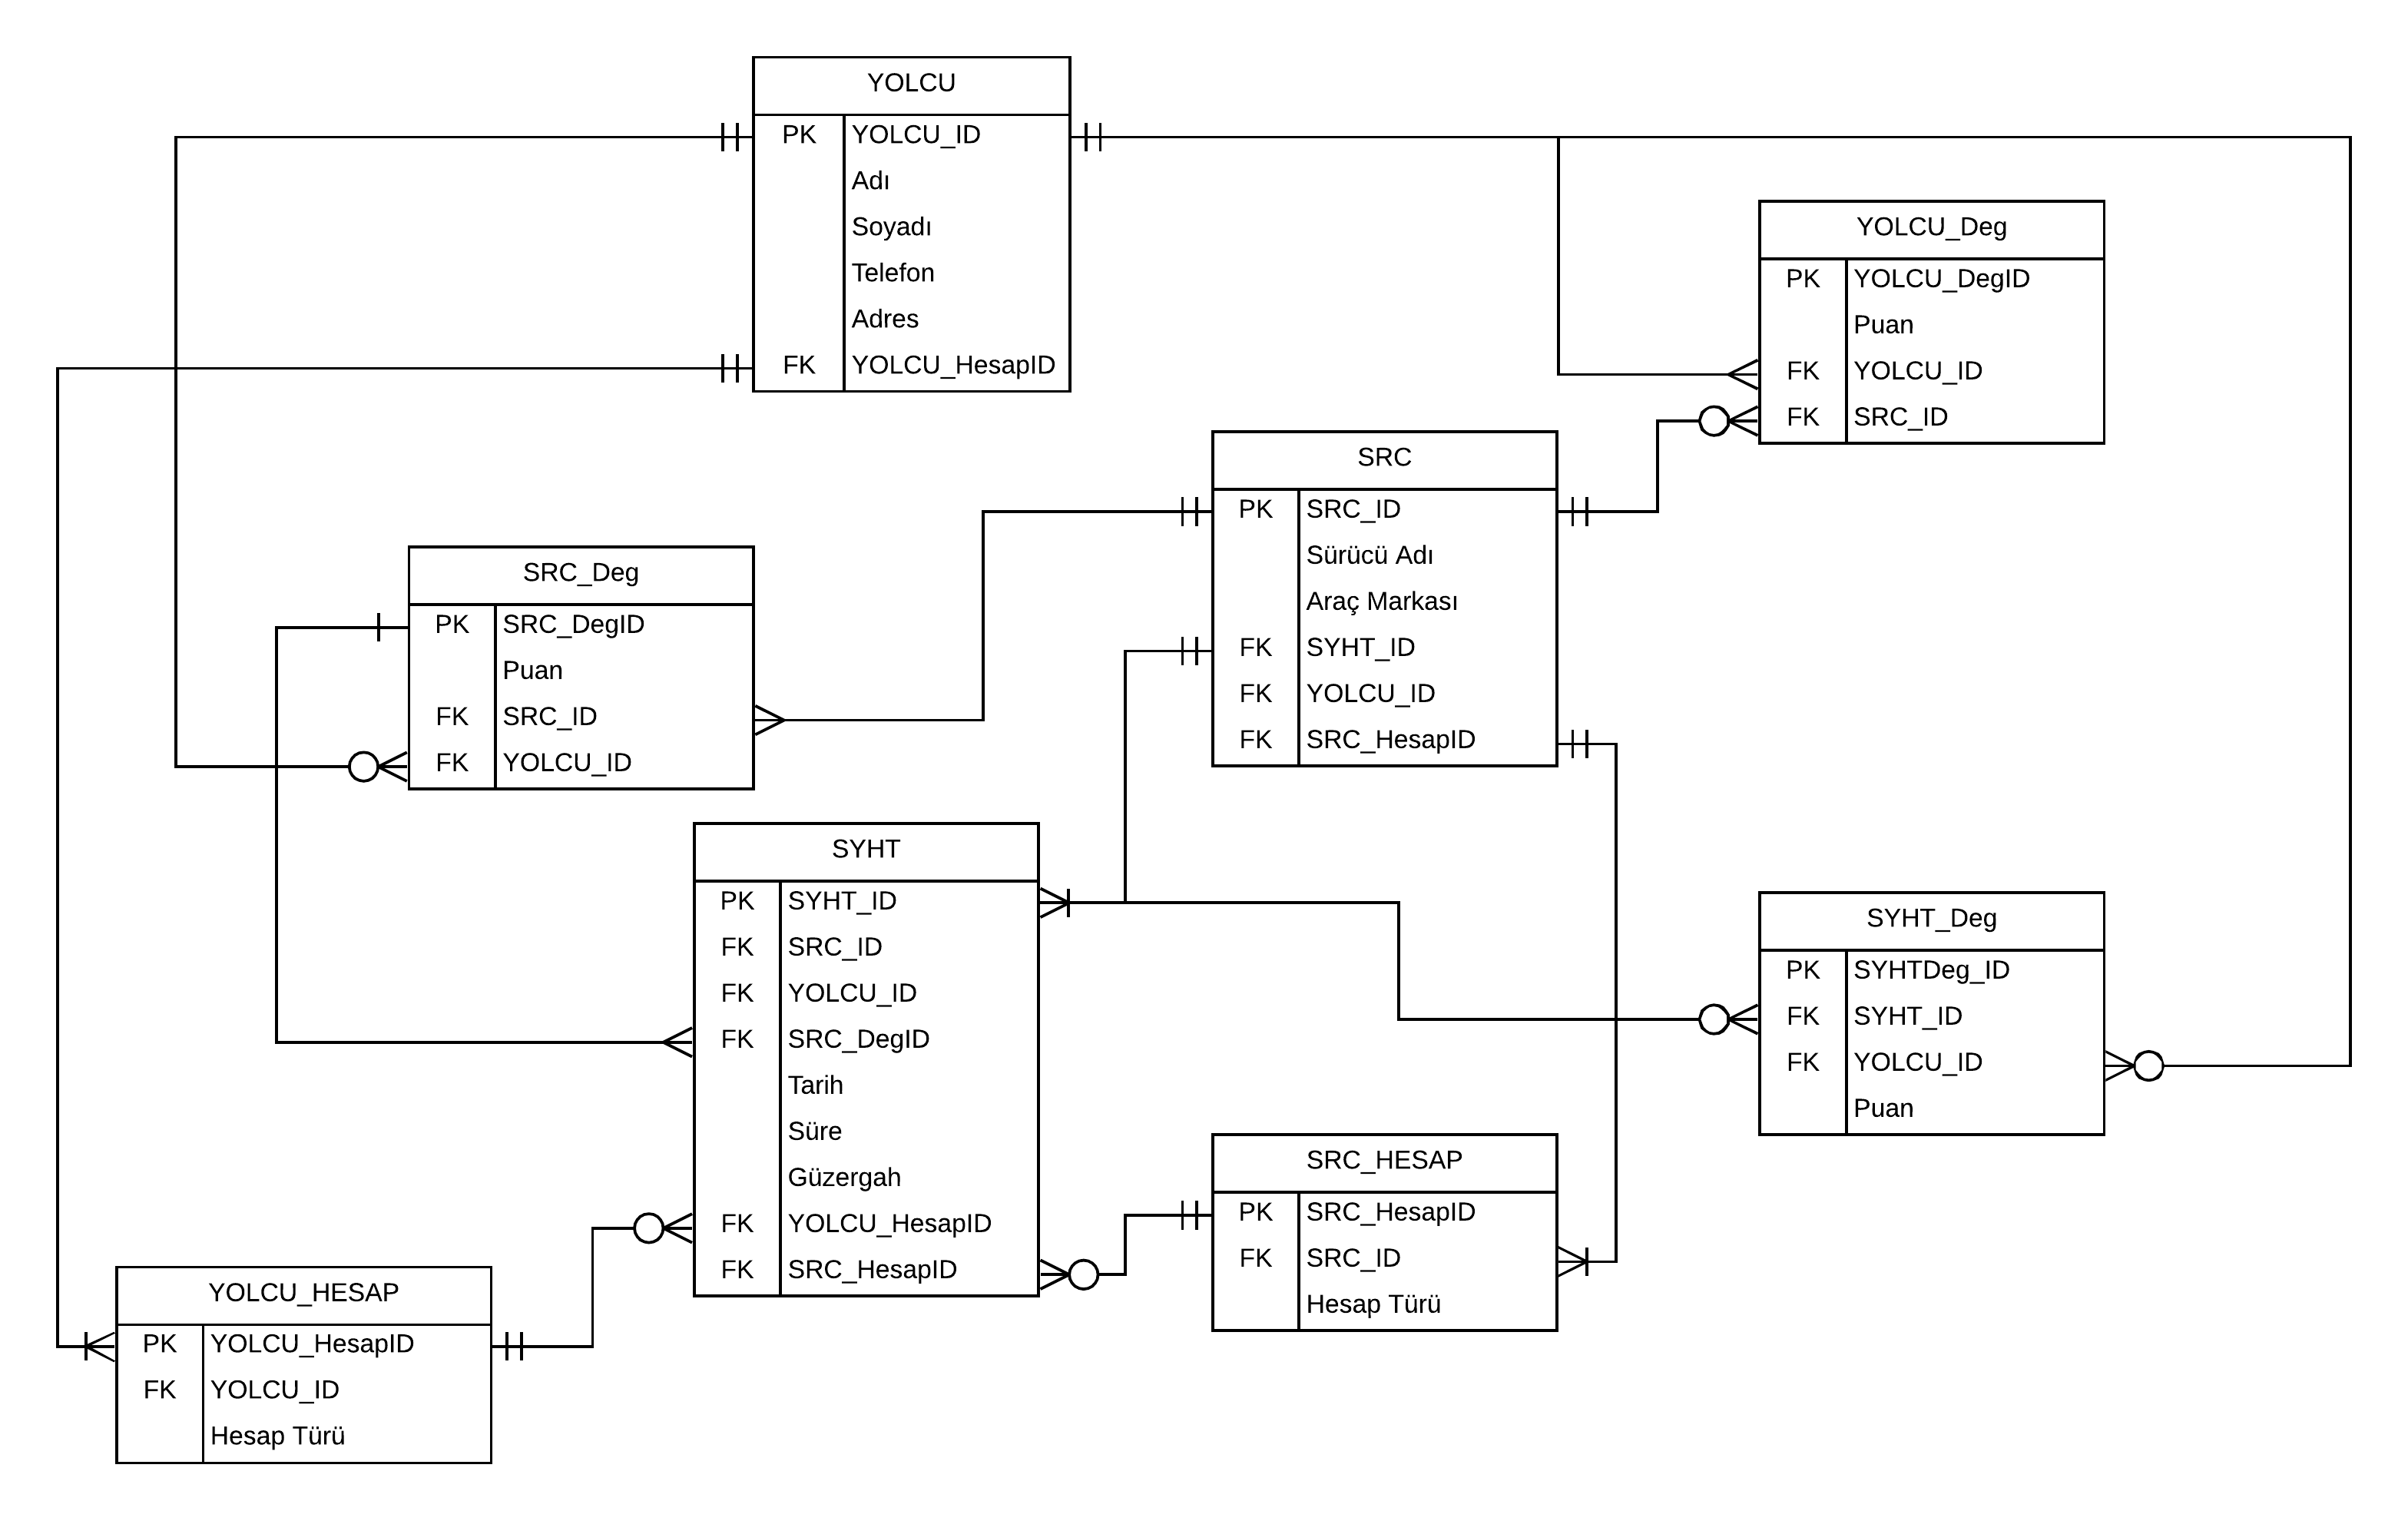 YOLCU
PK YOLCU_ID
Adı
Soyadı
Telefon
Adres
FK YOLCU_HesapID
YOLCU_Deg
PK YOLCU_DegID
Puan
FK YOLCU_ID
FK SRC_ID
SRC
PK SRC_ID
Sürücü Adı
Araç Markası
FK SYHT_ID
FK YOLCU_ID
FK SRC_HesapID
SRC_Deg
PK SRC_DegID
Puan
FK SRC_ID
FK YOLCU_ID
SYHT
PK SYHT_ID
FK SRC_ID
FK YOLCU_ID
FK SRC_DegID
Tarih
Süre
Güzergah
FK YOLCU_HesapID
FK SRC_HesapID
SYHT_Deg
PK SYHTDeg_ID
FK SYHT_ID
FK YOLCU_ID
Puan
SRC_HESAP
PK SRC_HesapID
FK SRC_ID
Hesap Türü
YOLCU_HESAP
PK YOLCU_HesapID
FK YOLCU_ID
Hesap Türü